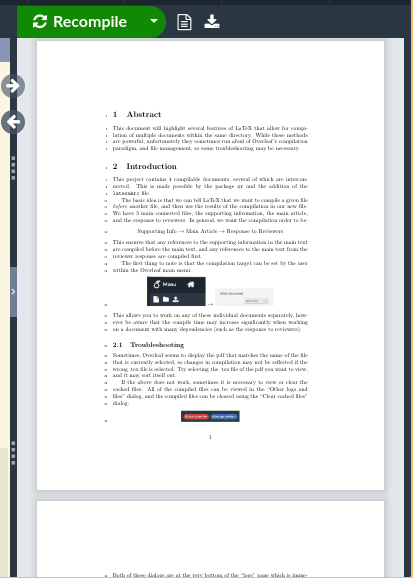 Recompile
1 Abstract
This document will highlight several features of LaTeX that allow for compi-
lation of multiple documents within the same directory. While these methods
are powerful, unfortunately they sometimes run afoul of Overleaf's compilation
paradigm, and file management, so some troubleshooting may be necessary.
2 Introduction
This project contains 4 compilable documents, several of which are intercon-
nected. This is made possible by the package xr and the addition of the
latexmkrc file.
The basic idea is that we can tell LaTeX that we want to compile a given file
before another file, and then use the results of the compilation in our new file.
We have 3 main connected files, the supporting information, the main article,
and the response to reviewers. In general, we want the compilation order to be
Supporting Info → Main Article → Response to Reviewers
This ensures that any references to the supporting information in the main text
are compiled before the main text, and any references to the main text from the
reviewer response are compiled first.
The first thing to note is that the compilation target can be set by the user
within the Overleaf main menu:
Menu
→
This allows you to work on any of these individual documents separately, how-
ever be aware that the compile time may increase significantly when working
on a document with many dependencies (such as the response to reviewers).
2.1 Troubleshooting
Sometimes, Overleaf seems to display the pdf that matches the name of the file
that is currently selected, so changes in compilation may not be reflected if the
wrong .tex file is selected. Try selecting the .tex file of the pdf you want to view,
and it may sort itself out.
If the above does not work, sometimes it is necessary to view or clear the
cached files. All of the compiled files can be viewed in the "Other logs and
files" dialog, and the compiled files can be cleared using the "Clear cached files"
dialog:
1
Both of these dialogs are at the very bottom of the "logs" page which is imme-